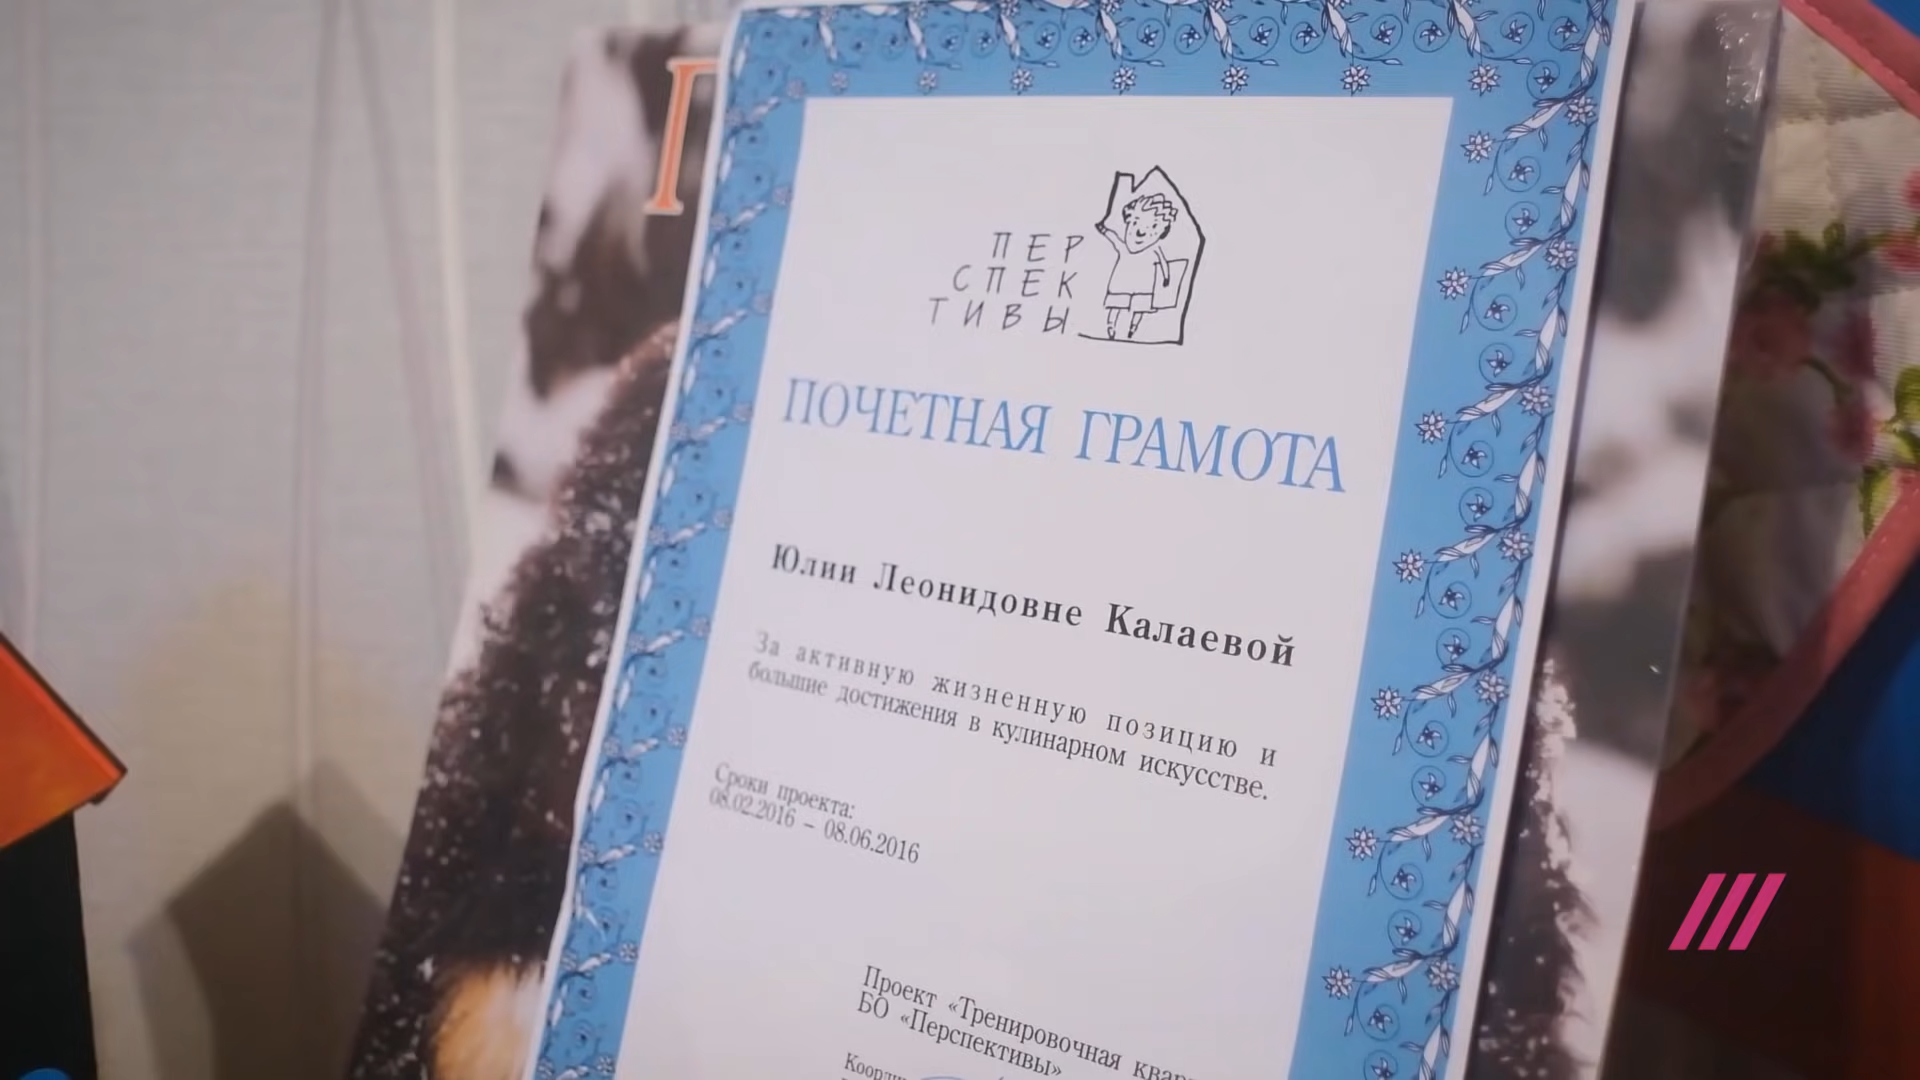 П
ПЕР
СПЕК
ТИВЫ
ПОЧЕТНАЯ ГРАМОТА
Юлии Леонидовне Калаевой
За активную жизненную позицию и
большие достижения в кулинарном искусстве.
Сроки проекта:
08.02.2016 – 08.06.2016
Проект «Тренировочная
БО «Перспективы»